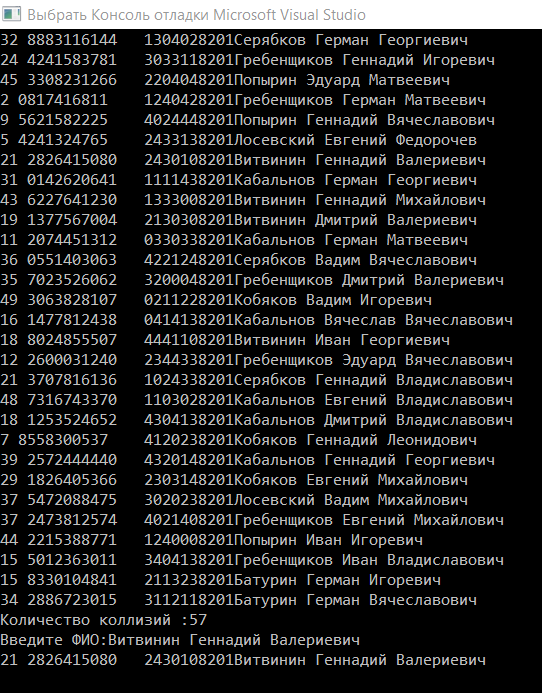 Выбрать Консоль отладки Microsoft Visual Studio
32 8883116144 1304028201Серябков Герман Георгиевич
24 4241583781 3033118201Гребенщиков Геннадий Игоревич
45 3308231266 2204048201Попырин Эдуард Матвеевич
2 0817416811 1240428201Гребенщиков Герман Матвеевич
9 5621582225 4024448201Попырин Геннадий Вячеславович
5 4241324765 2433138201Лосевский Евгений Федорочев
21 2826415080 2430108201Витвинин Геннадий Валериевич
31 0142620641 1111438201Кабальнов Герман Георгиевич
43 6227641230 1333008201Витвинин Геннадий Михайлович
19 1377567004 2130308201Витвинин Дмитрий Валериевич
11 2074451312 0330338201Кабальнов Герман Матвеевич
36 0551403063 4221248201Серябков Вадим Вячеславович
35 7023526062 3200048201Гребенщиков Дмитрий Валериевич
49 3063828107 0211228201Кобяков Вадим Игоревич
16 1477812438 0414138201Кабальнов Вячеслав Вячеславович
18 8024855507 4441108201Витвинин Иван Георгиевич
12 2600031240 2344338201Гребенщиков Эдуард Вячеславович
21 3707816136 1024338201Серябков Геннадий Владиславович
48 7316743370 1103028201Кабальнов Евгений Владиславович
18 1253524652 4304138201Кабальнов Дмитрий Владиславович
7 8558300537 4120238201Кобяков Геннадий Леонидович
39 2572444440 4320148201Кабальнов Геннадий Георгиевич
29 1826405366 2303148201Кобяков Евгений Михайлович
37 5472088475 3020238201Лосевский Вадим Михайлович
37 2473812574 4021408201Гребенщиков Евгений Михайлович
44 2215388771 1240008201Попырин Иван Игоревич
15 5012363011 3404138201Гребенщиков Иван Владиславович
15 8330104841 2113238201Батурин Герман Игоревич
34 2886723015 3112118201Батурин Герман Вячеславович
Количество коллизий :57
Введите ФИО:Витвинин Геннадий Валериевич
21 2826415080 2430108201Витвинин Геннадий Валериевич